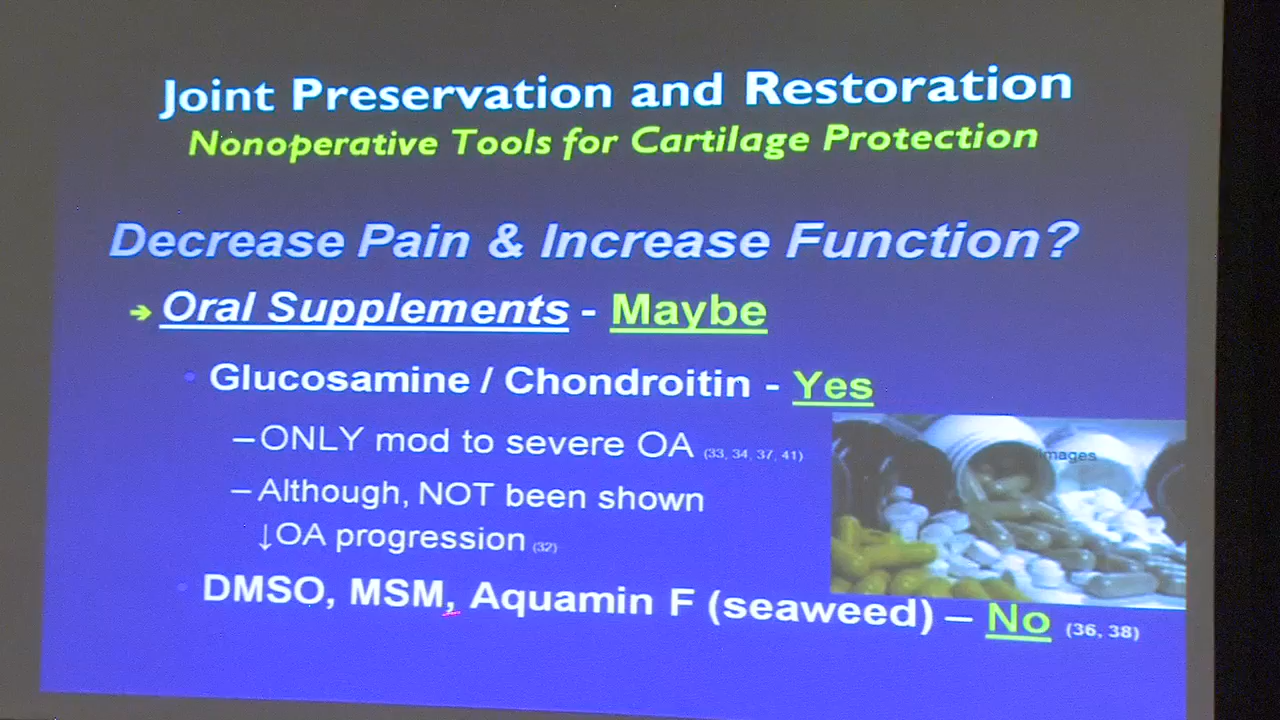 Joint Preservation and Restoration
Nonoperative Tools for Cartilage Protection
Decrease Pain & Increase Function?
➔ Oral Supplements - Maybe
• Glucosamine / Chondroitin - Yes
– ONLY mod to severe OA (33, 34, 37, 41)
– Although, NOT been shown
↓OA progression (32)
images
• DMSO, MSM, Aquamin F (seaweed) – No (36, 38)